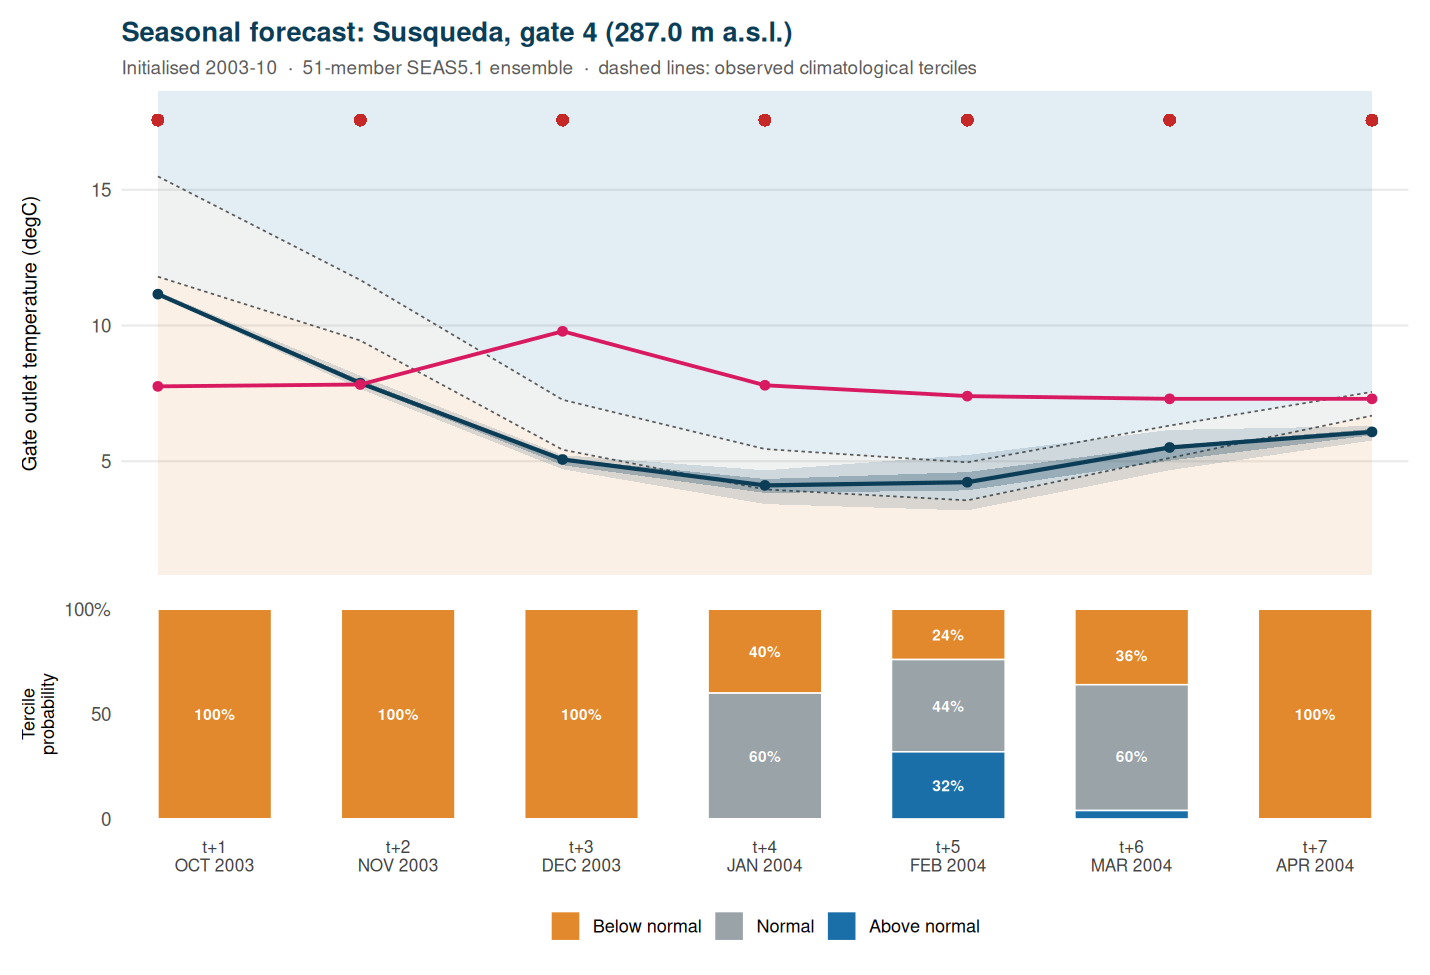 Seasonal forecast: Susqueda, gate 4 (287.0 m a.s.l.)
Initialised 2003-10 · 51-member SEAS5.1 ensemble · dashed lines: observed climatological terciles
Gate outlet temperature (degC)
15
10
5
Tercile
probability
100%
50
0
100%
100%
100%
40%
60%
24%
44%
32%
36%
60%
100%
t+1
OCT 2003
t+2
NOV 2003
t+3
DEC 2003
t+4
JAN 2004
t+5
FEB 2004
t+6
MAR 2004
t+7
APR 2004
Below normal
Normal
Above normal